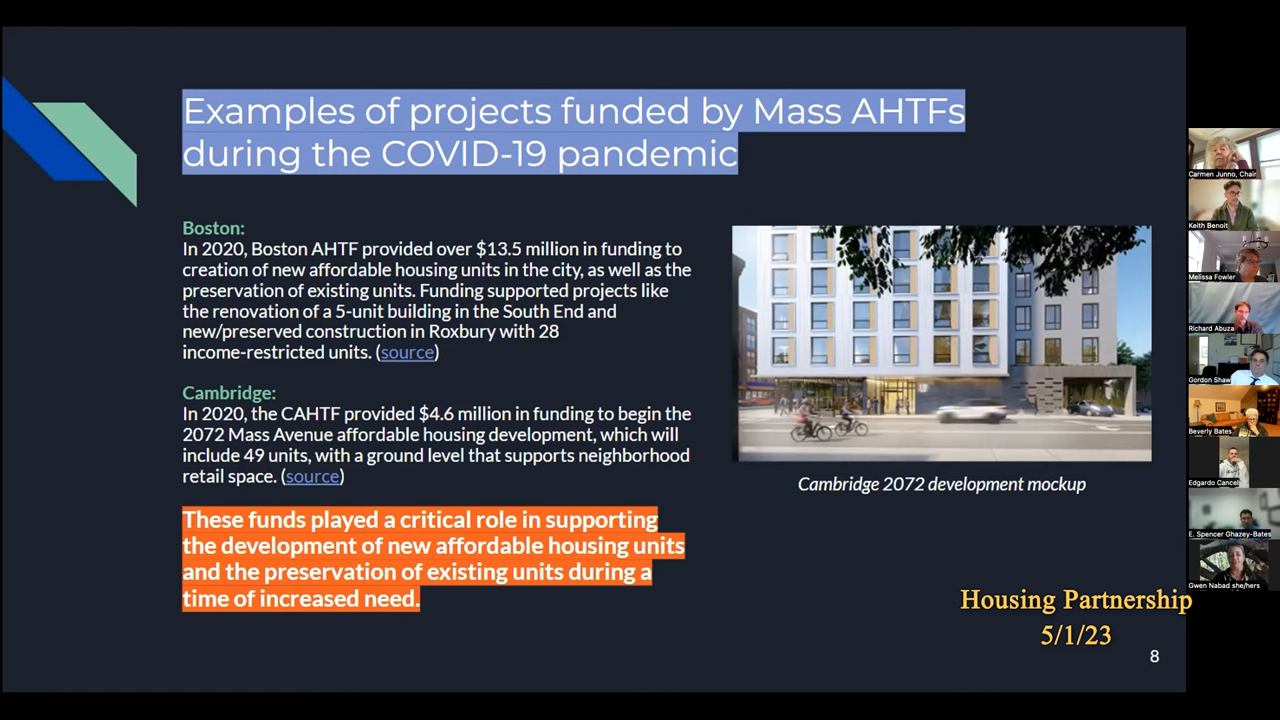 Examples of projects funded by Mass AHTFs
during the COVID-19 pandemic
Boston:
In 2020, Boston AHTF provided over $13.5 million in funding to
creation of new affordable housing units in the city, as well as the
preservation of existing units. Funding supported projects like
the renovation of a 5-unit building in the South End and
new/preserved construction in Roxbury with 28
income-restricted units. (source)
Cambridge:
In 2020, the CAHTF provided $4.6 million in funding to begin the
2072 Mass Avenue affordable housing development, which will
include 49 units, with a ground level that supports neighborhood
retail space. (source)
These funds played a critical role in supporting
the development of new affordable housing units
and the preservation of existing units during a
time of increased need.
Cambridge 2072 development mockup
Housing Partnership
5/1/23
8
Carmen Junno, Chair
Keith Benoit
Melissa Fowler
Richard Abuza
Gordon Shaw
Beverly Bates
Edgardo Cancel
E. Spencer Ghazey-Bates
Gwen Nabad she/hers